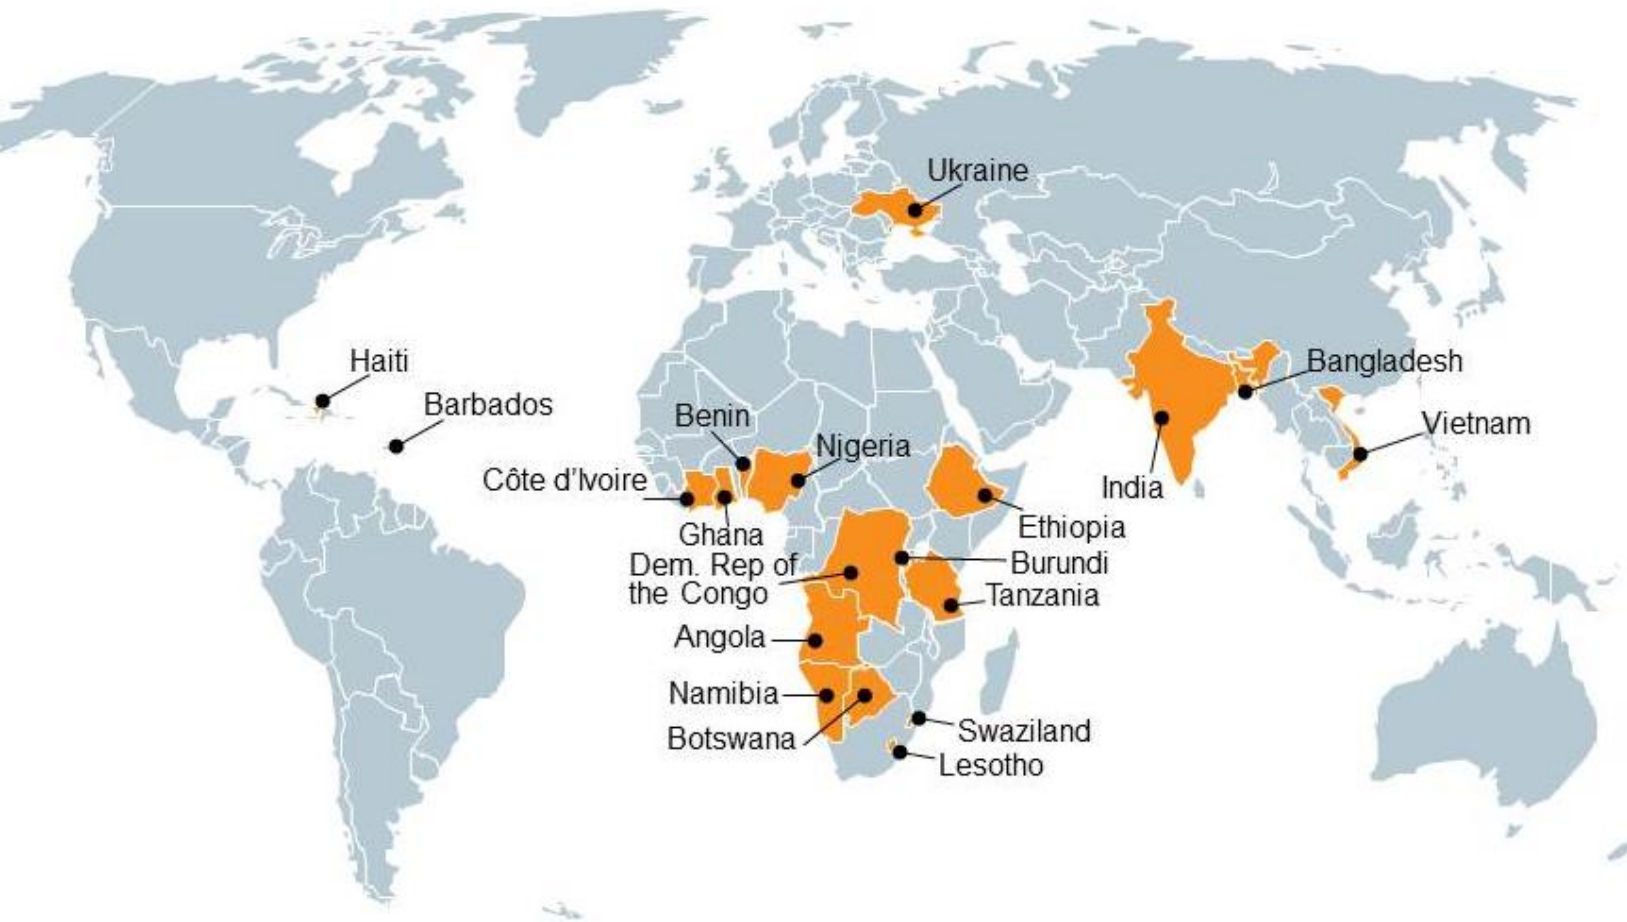 Ukraine
Haiti
Bangladesh
Barbados
Benin
Vietnam
Nigeria
Côte d'Ivoire
India
Ghana
Ethiopia
Dem. Rep of
the Congo
Burundi
Tanzania
Angola
Namibia
Botswana
Swaziland
Lesotho